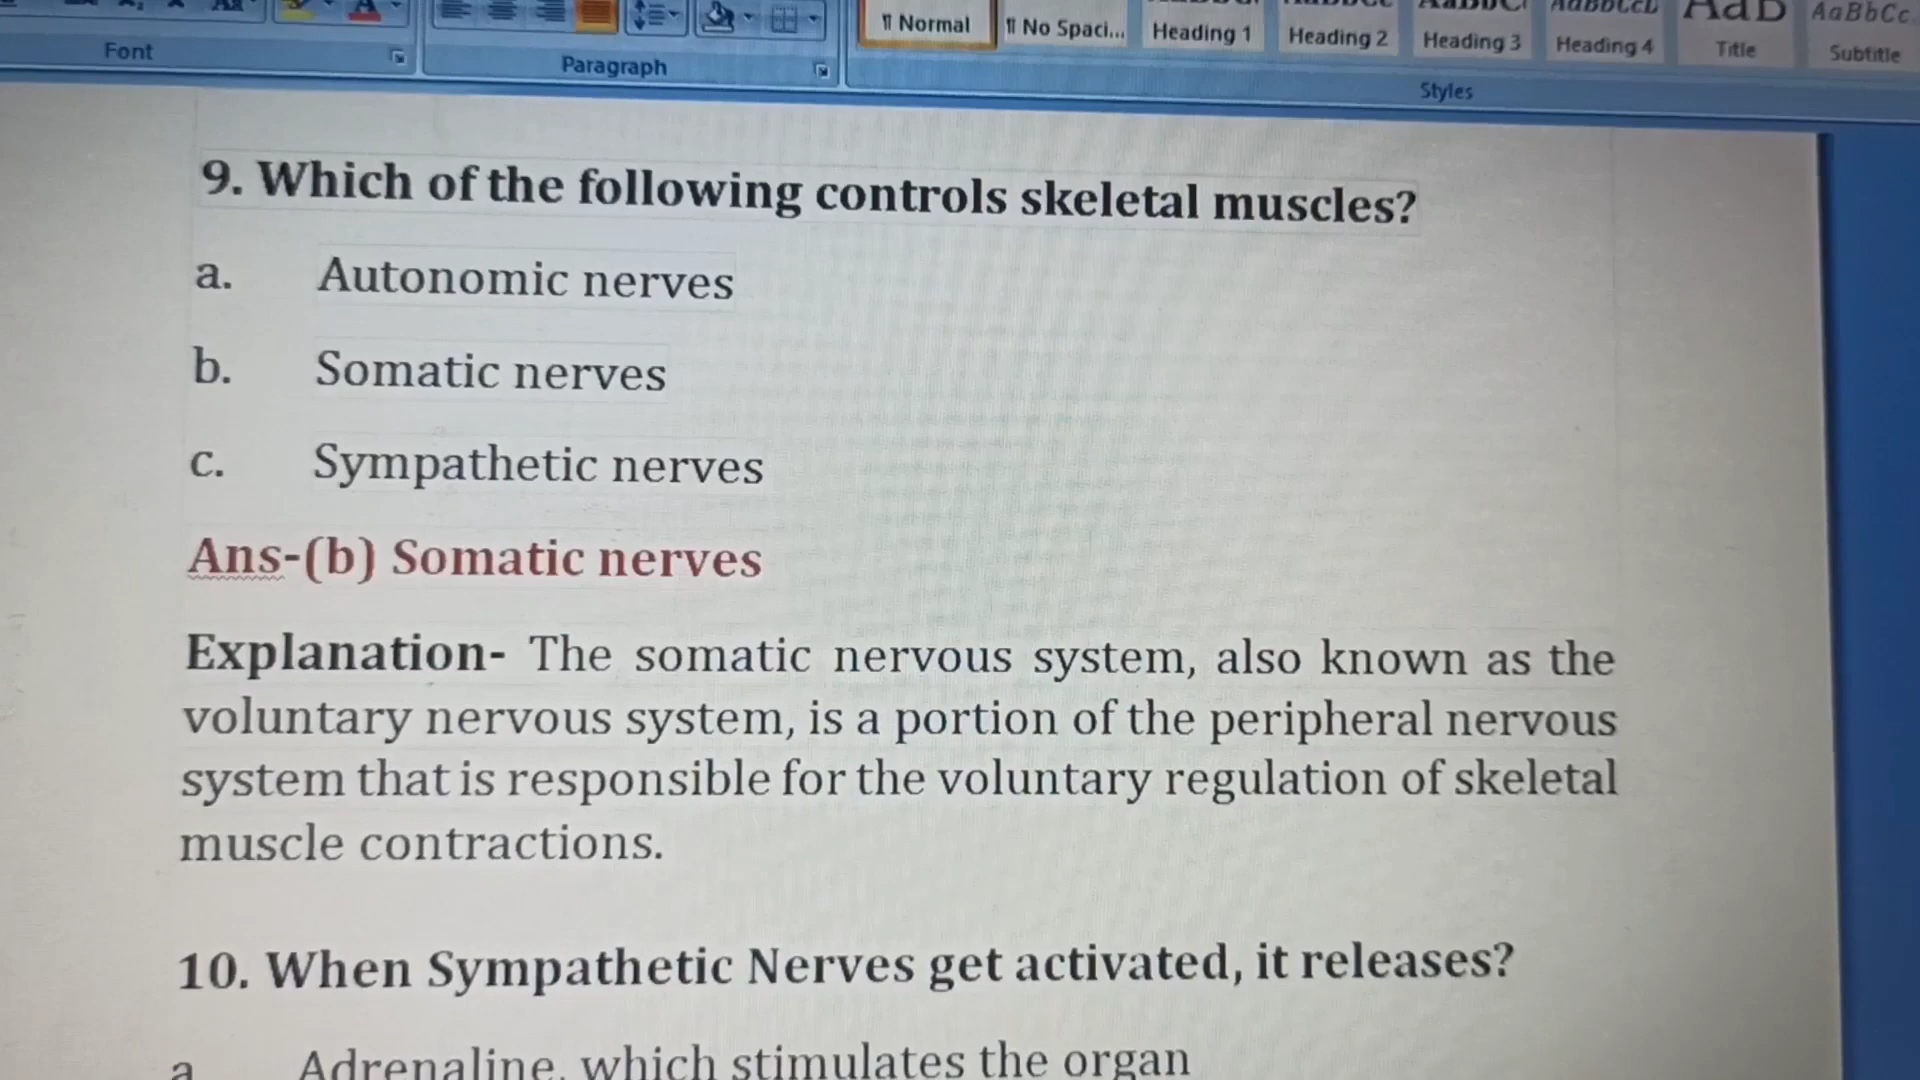 Font
Paragraph
Styles
Normal
No Spaci...
Heading 1
Heading 2
Heading 3
Heading 4
Title
Subtitle
9. Which of the following controls skeletal muscles?
a. Autonomic nerves
b. Somatic nerves
c. Sympathetic nerves
Ans-(b) Somatic nerves
Explanation- The somatic nervous system, also known as the
voluntary nervous system, is a portion of the peripheral nervous
system that is responsible for the voluntary regulation of skeletal
muscle contractions.
10. When Sympathetic Nerves get activated, it releases?
a Adrenaline, which stimulates the organ